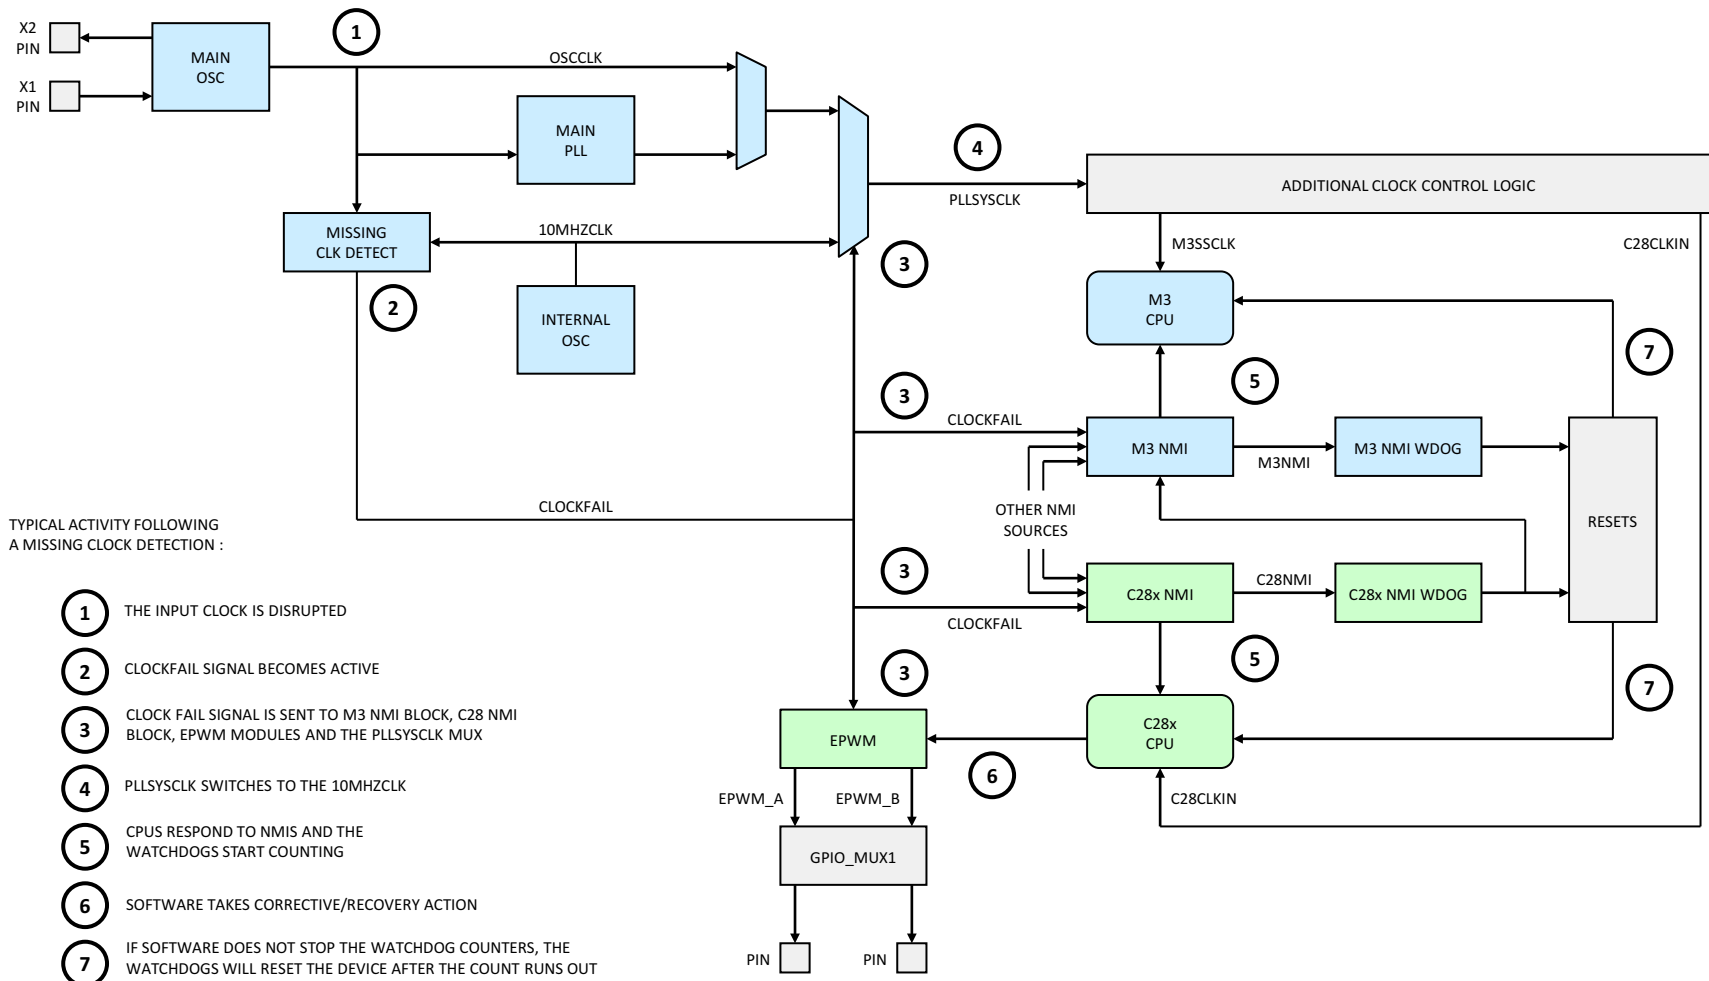 X2
PIN
X1
PIN
MAIN
OSC
1
OSCCLK
MAIN
PLL
4
PLLSYSCLK
ADDITIONAL CLOCK CONTROL LOGIC
MISSING
CLK DETECT
10MHZCLK
3
M3SSCLK
C28CLKIN
2
INTERNAL
OSC
M3
CPU
7
3
5
CLOCKFAIL
M3 NMI
M3NMI
M3 NMI WDOG
CLOCKFAIL
OTHER NMI
SOURCES
RESETS
3
C28x NMI
C28NMI
C28x NMI WDOG
CLOCKFAIL
3
5
7
EPWM
C28x
CPU
6
EPWM_A
EPWM_B
C28CLKIN
GPIO_MUX1
PIN
PIN
TYPICAL ACTIVITY FOLLOWING
A MISSING CLOCK DETECTION :
1 THE INPUT CLOCK IS DISRUPTED
2 CLOCKFAIL SIGNAL BECOMES ACTIVE
3 CLOCK FAIL SIGNAL IS SENT TO M3 NMI BLOCK, C28 NMI
BLOCK, EPWM MODULES AND THE PLLSYSCLK MUX
4 PLLSYSCLK SWITCHES TO THE 10MHZCLK
5 CPUS RESPOND TO NMIS AND THE
WATCHDOGS START COUNTING
6 SOFTWARE TAKES CORRECTIVE/RECOVERY ACTION
7 IF SOFTWARE DOES NOT STOP THE WATCHDOG COUNTERS, THE
WATCHDOGS WILL RESET THE DEVICE AFTER THE COUNT RUNS OUT